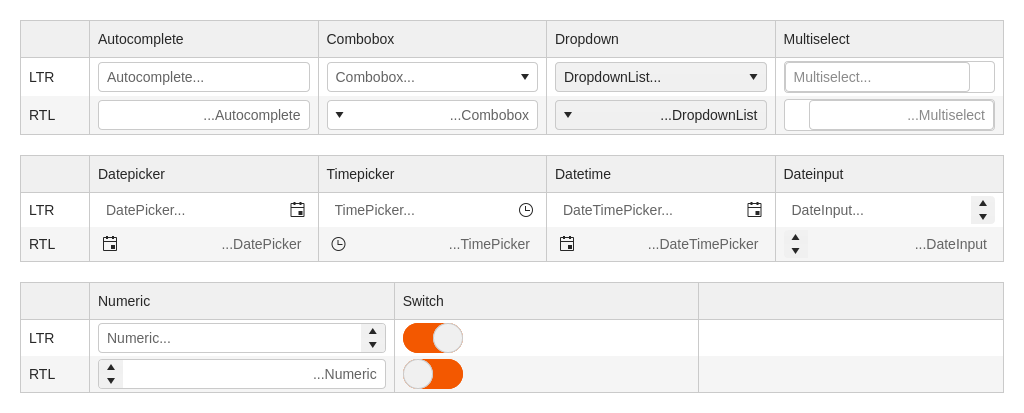 Autocomplete Combobox Dropdown Multiselect
LTR Autocomplete... Combobox... DropdownList... Multiselect...
RTL ...Autocomplete ...Combobox ...DropdownList ...Multiselect
Datepicker Timepicker Datetime Dateinput
LTR DatePicker... TimePicker... DateTimePicker... DateInput...
RTL ...DatePicker ...TimePicker ...DateTimePicker ...DateInput
Numeric Switch
LTR Numeric...
RTL ...Numeric